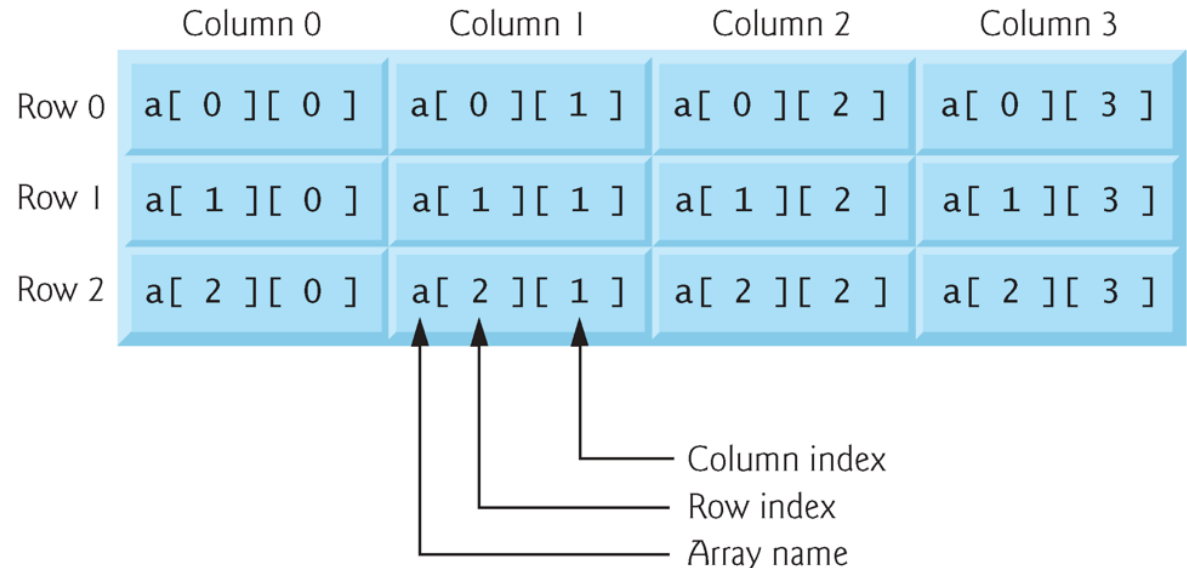 Column 0 Column 1 Column 2 Column 3
Row 0 a[ 0 ][ 0 ] a[ 0 ][ 1 ] a[ 0 ][ 2 ] a[ 0 ][ 3 ]
Row 1 a[ 1 ][ 0 ] a[ 1 ][ 1 ] a[ 1 ][ 2 ] a[ 1 ][ 3 ]
Row 2 a[ 2 ][ 0 ] a[ 2 ][ 1 ] a[ 2 ][ 2 ] a[ 2 ][ 3 ]
Column index
Row index
Array name